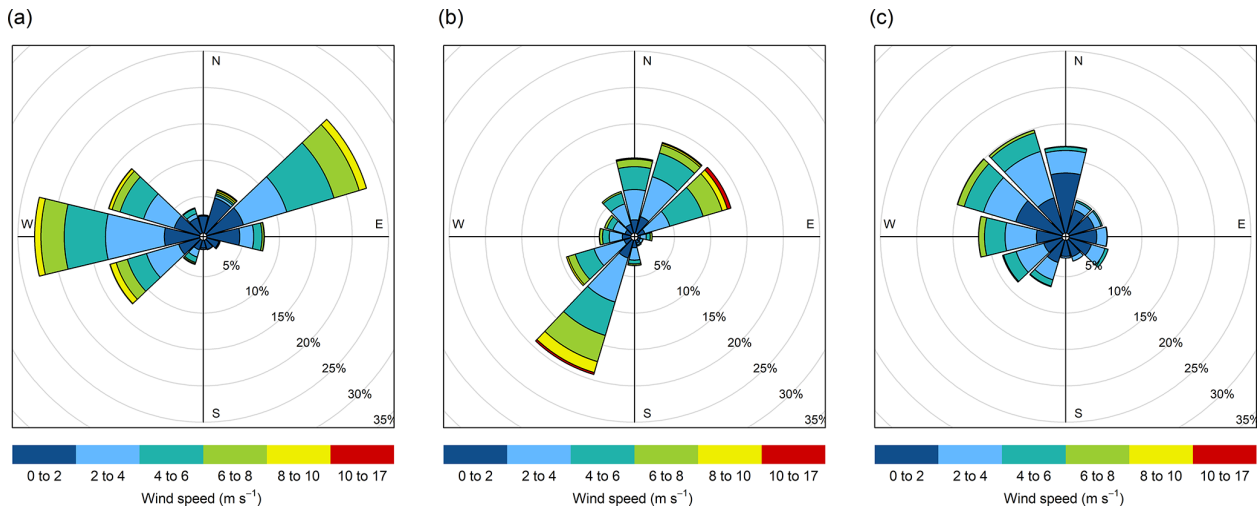 (a)
N
W
E
S
5%
10%
15%
20%
25%
30%
35%
0 to 2 2 to 4 4 to 6 6 to 8 8 to 10 10 to 17
Wind speed (m s⁻¹)
(b)
N
W
E
S
5%
10%
15%
20%
25%
30%
35%
0 to 2 2 to 4 4 to 6 6 to 8 8 to 10 10 to 17
Wind speed (m s⁻¹)
(c)
N
W
E
S
5%
10%
15%
20%
25%
30%
35%
0 to 2 2 to 4 4 to 6 6 to 8 8 to 10 10 to 17
Wind speed (m s⁻¹)